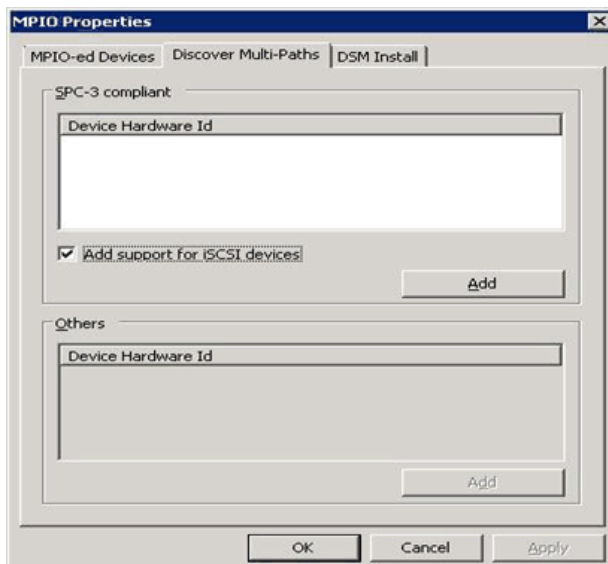 MPIO Properties
MPIO-ed Devices Discover Multi-Paths DSM Install
SPC-3 compliant
Device Hardware Id
Add support for iSCSI devices
Add
Others
Device Hardware Id
Add
OK Cancel Apply